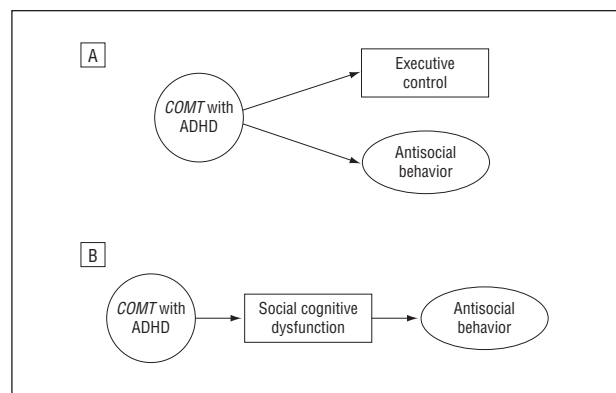 A
COMT with
ADHD
Executive
control
Antisocial
behavior
B
COMT with
ADHD
Social cognitive
dysfunction
Antisocial
behavior